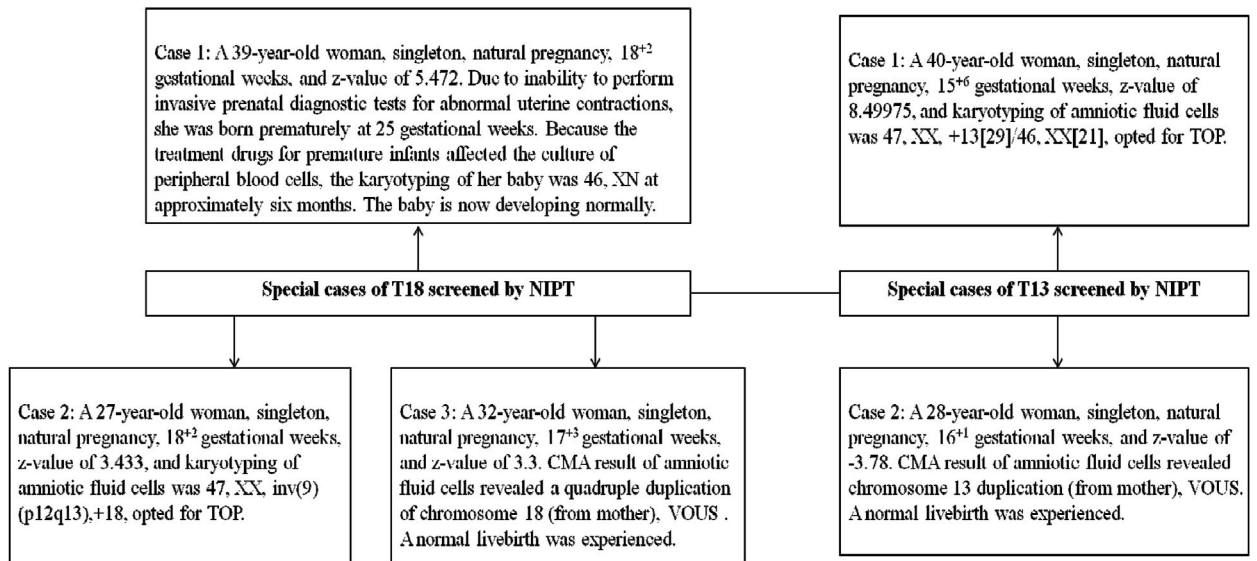 Case 1: A 39-year-old woman, singleton, natural pregnancy, 18+2
gestational weeks, and z-value of 5.472. Due to inability to perform
invasive prenatal diagnostic tests for abnormal uterine contractions,
she was born prematurely at 25 gestational weeks. Because the
treatment drugs for premature infants affected the culture of
peripheral blood cells, the karyotyping of her baby was 46, XN at
approximately six months. The baby is now developing normally.
Case 1: A 40-year-old woman, singleton, natural
pregnancy, 15+6 gestational weeks, z-value of
8.49975, and karyotyping of amniotic fluid cells
was 47, XX, +13[29]/46, XX[21], opted for TOP.
Special cases of T18 screened by NIPT
Special cases of T13 screened by NIPT
Case 2: A 27-year-old woman, singleton,
natural pregnancy, 18+2 gestational weeks,
z-value of 3.433, and karyotyping of
amniotic fluid cells was 47, XX, inv(9)
(p12q13),+18, opted for TOP.
Case 3: A 32-year-old woman, singleton,
natural pregnancy, 17+3 gestational weeks,
and z-value of 3.3. CMA result of amniotic
fluid cells revealed a quadruple duplication
of chromosome 18 (from mother), VOUS .
A normal livebirth was experienced.
Case 2: A 28-year-old woman, singleton, natural
pregnancy, 16+1 gestational weeks, and z-value of
-3.78. CMA result of amniotic fluid cells revealed
chromosome 13 duplication (from mother), VOUS.
A normal livebirth was experienced.